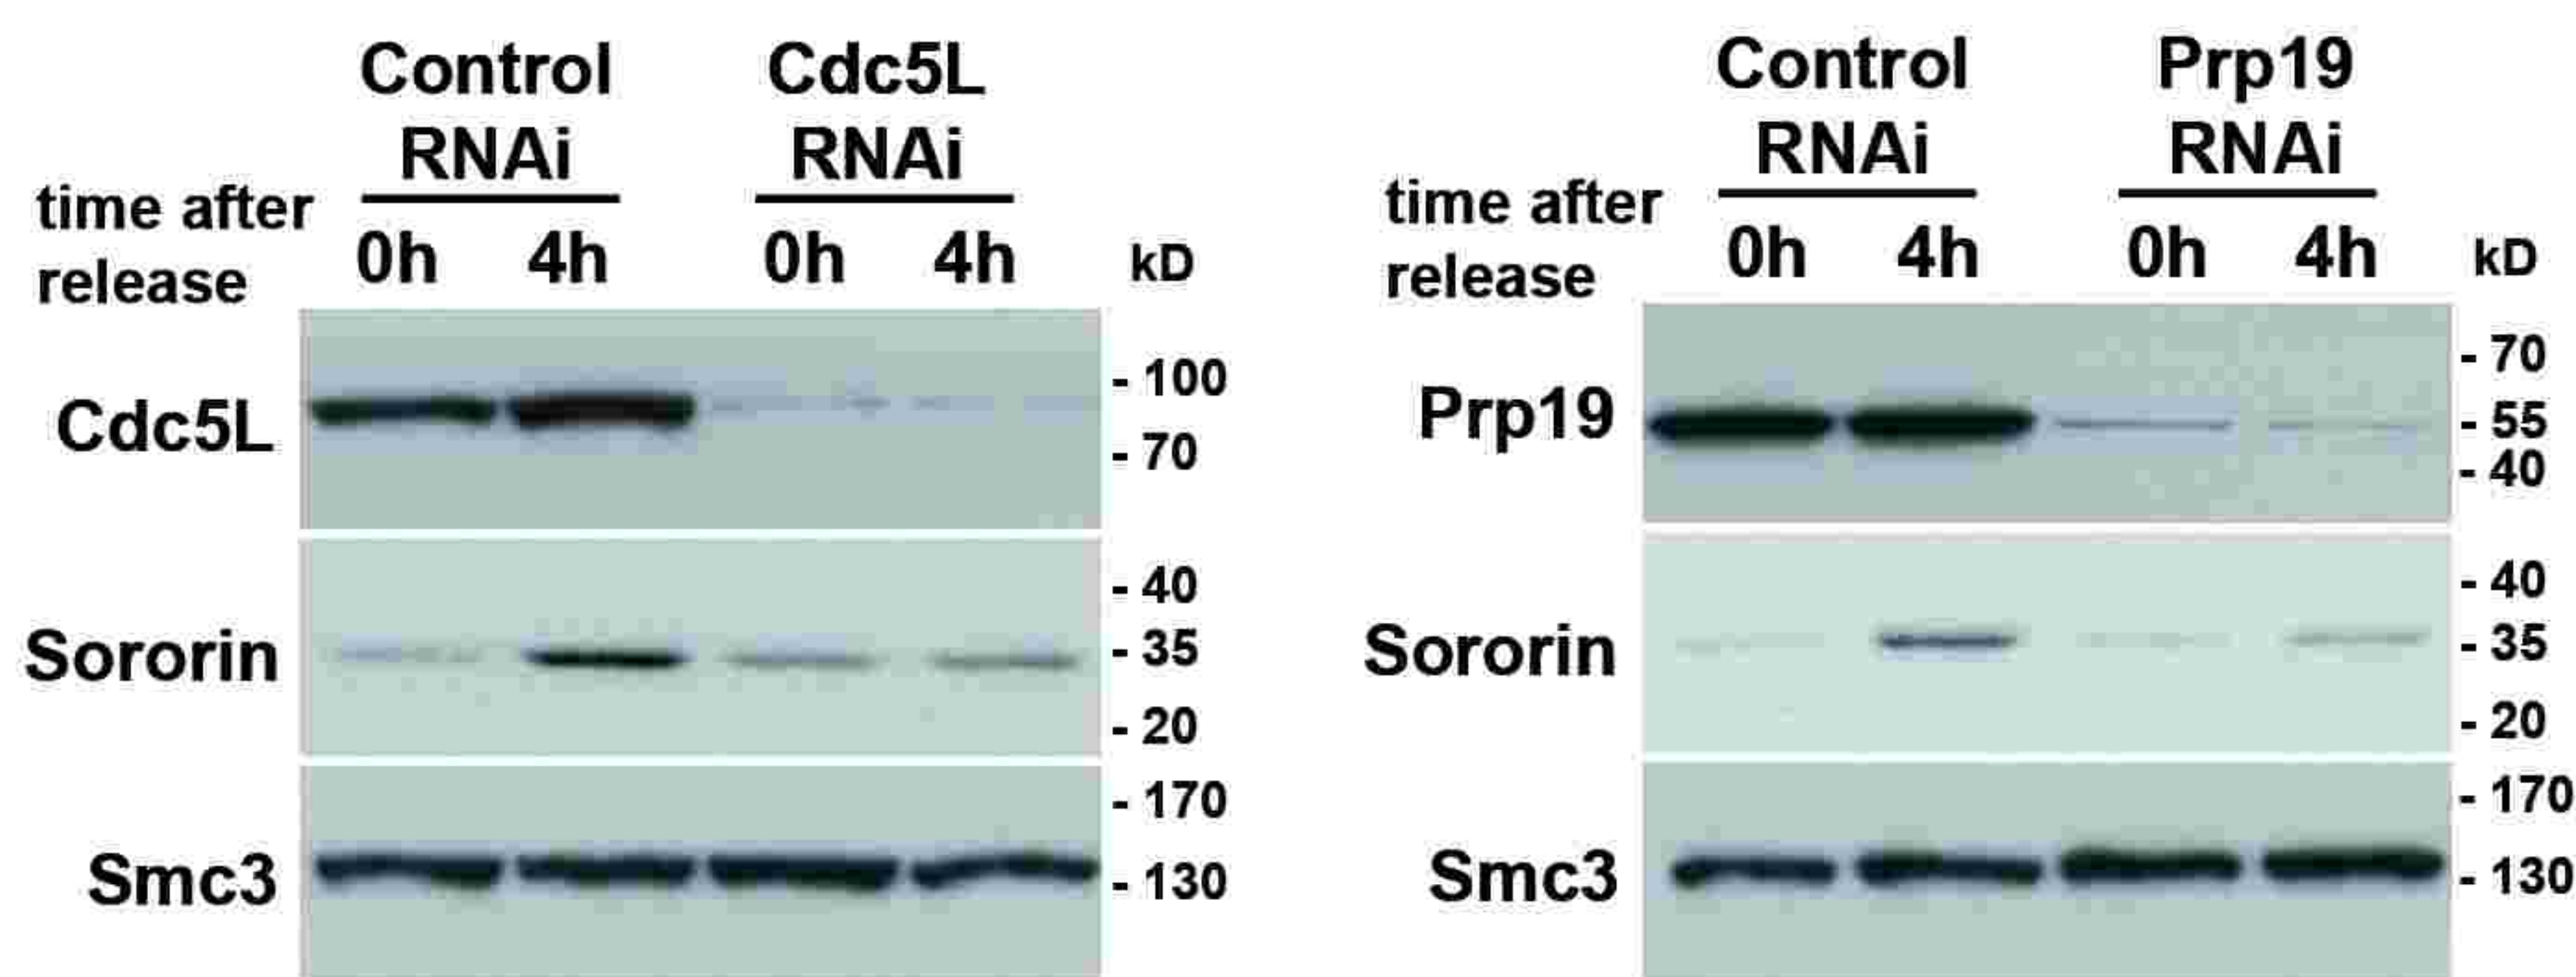 Control Cdc5L
RNAi RNAi
time after
release 0h 4h 0h 4h kD
Cdc5L
- 100
- 70
Sororin
- 40
- 35
- 20
Smc3
- 170
- 130
Control Prp19
RNAi RNAi
time after
release 0h 4h 0h 4h kD
Prp19
- 70
- 55
- 40
Sororin
- 40
- 35
- 20
Smc3
- 170
- 130